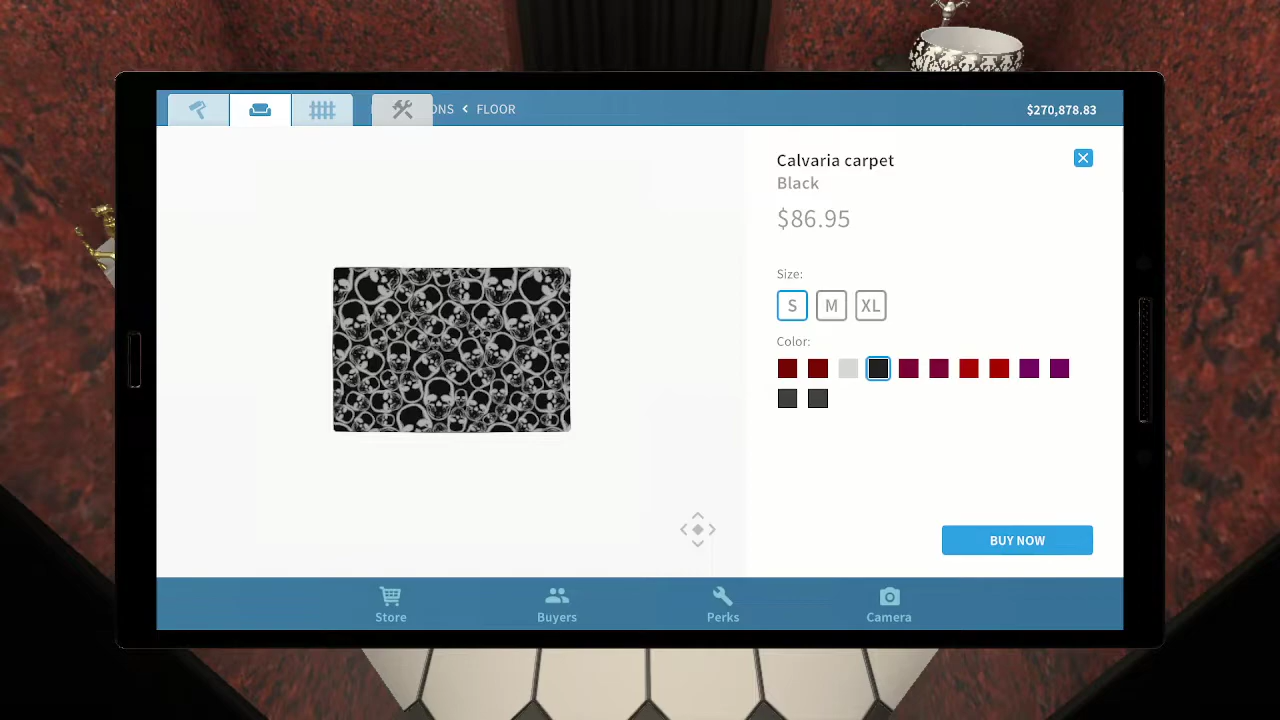 ONS < FLOOR
$270,878.83
Calvaria carpet
Black
$86.95
Size:
S M XL
Color:
BUY NOW
Store Buyers Perks Camera